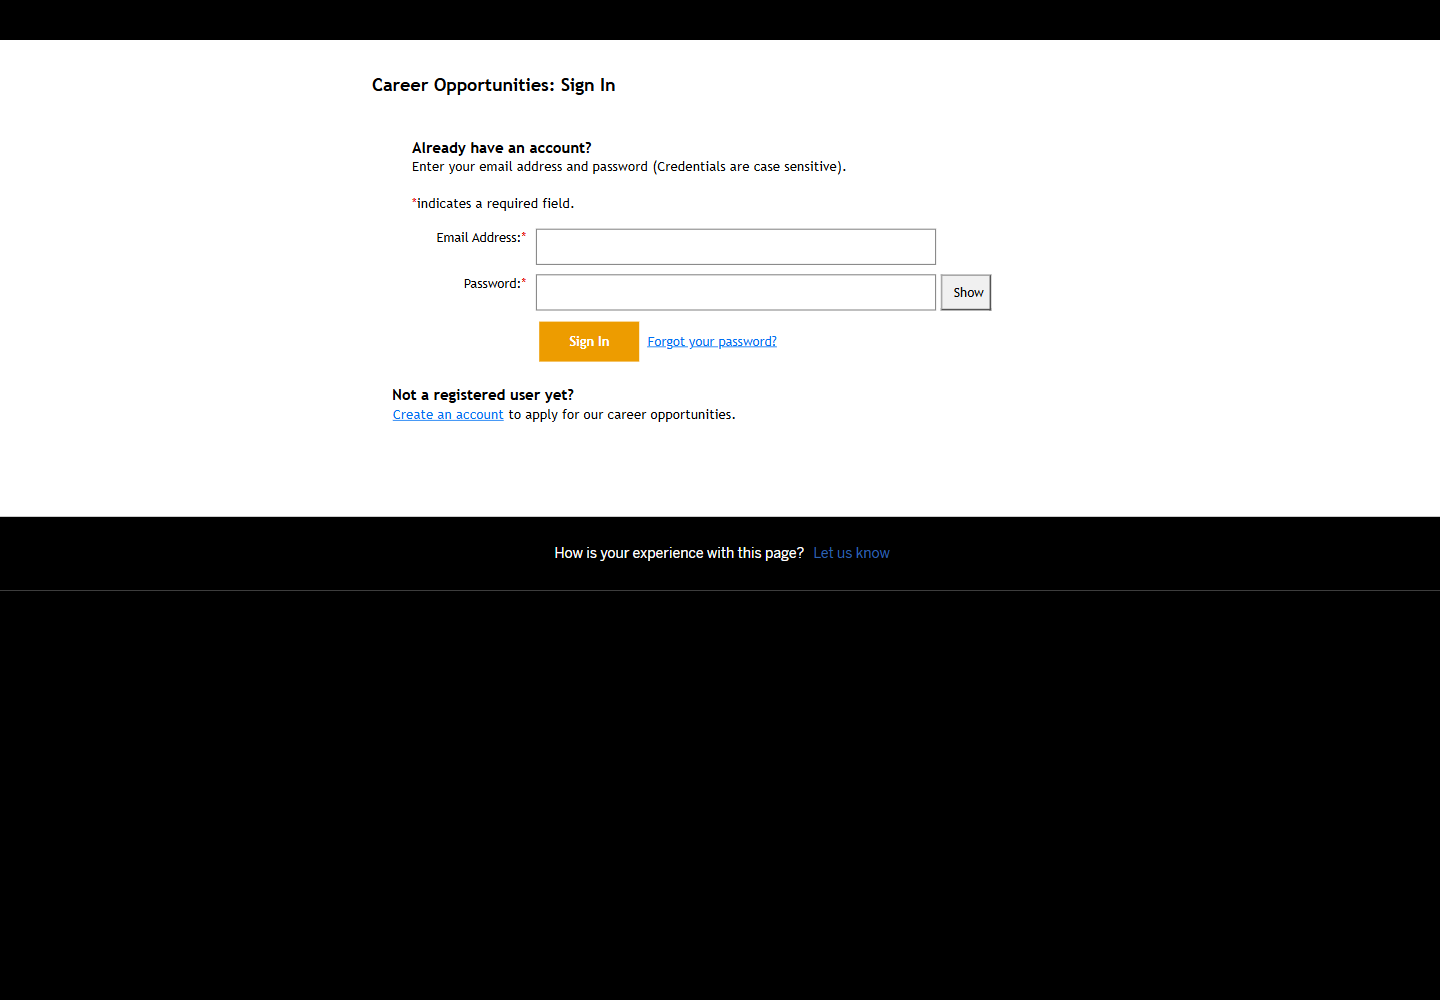 Career Opportunities: Sign In
Already have an account?
Enter your email address and password (Credentials are case sensitive).
*indicates a required field.
Email Address:*
Password:* Show
Sign In Forgot your password?
Not a registered user yet?
Create an account to apply for our career opportunities.
How is your experience with this page? Let us know